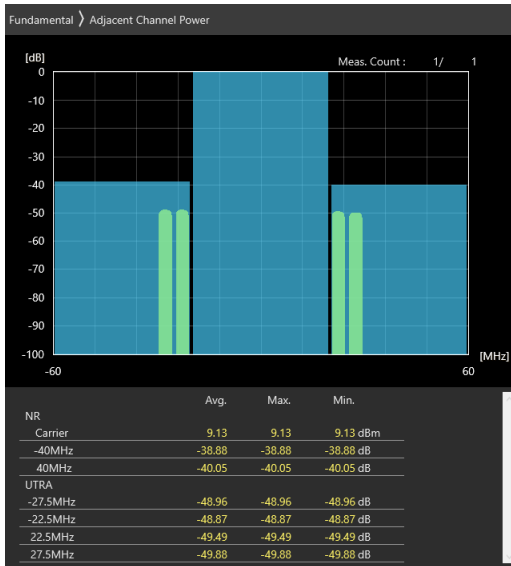 Fundamental 〉 Adjacent Channel Power
[dB]
Meas. Count : 1/ 1
0
-10
-20
-30
-40
-50
-60
-70
-80
-90
-100
[MHz]
-60 60
Avg. Max. Min.
NR
Carrier 9.13 9.13 9.13 dBm
-40MHz -38.88 -38.88 -38.88 dB
40MHz -40.05 -40.05 -40.05 dB
UTRA
-27.5MHz -48.96 -48.96 -48.96 dB
-22.5MHz -48.87 -48.87 -48.87 dB
22.5MHz -49.49 -49.49 -49.49 dB
27.5MHz -49.88 -49.88 -49.88 dB